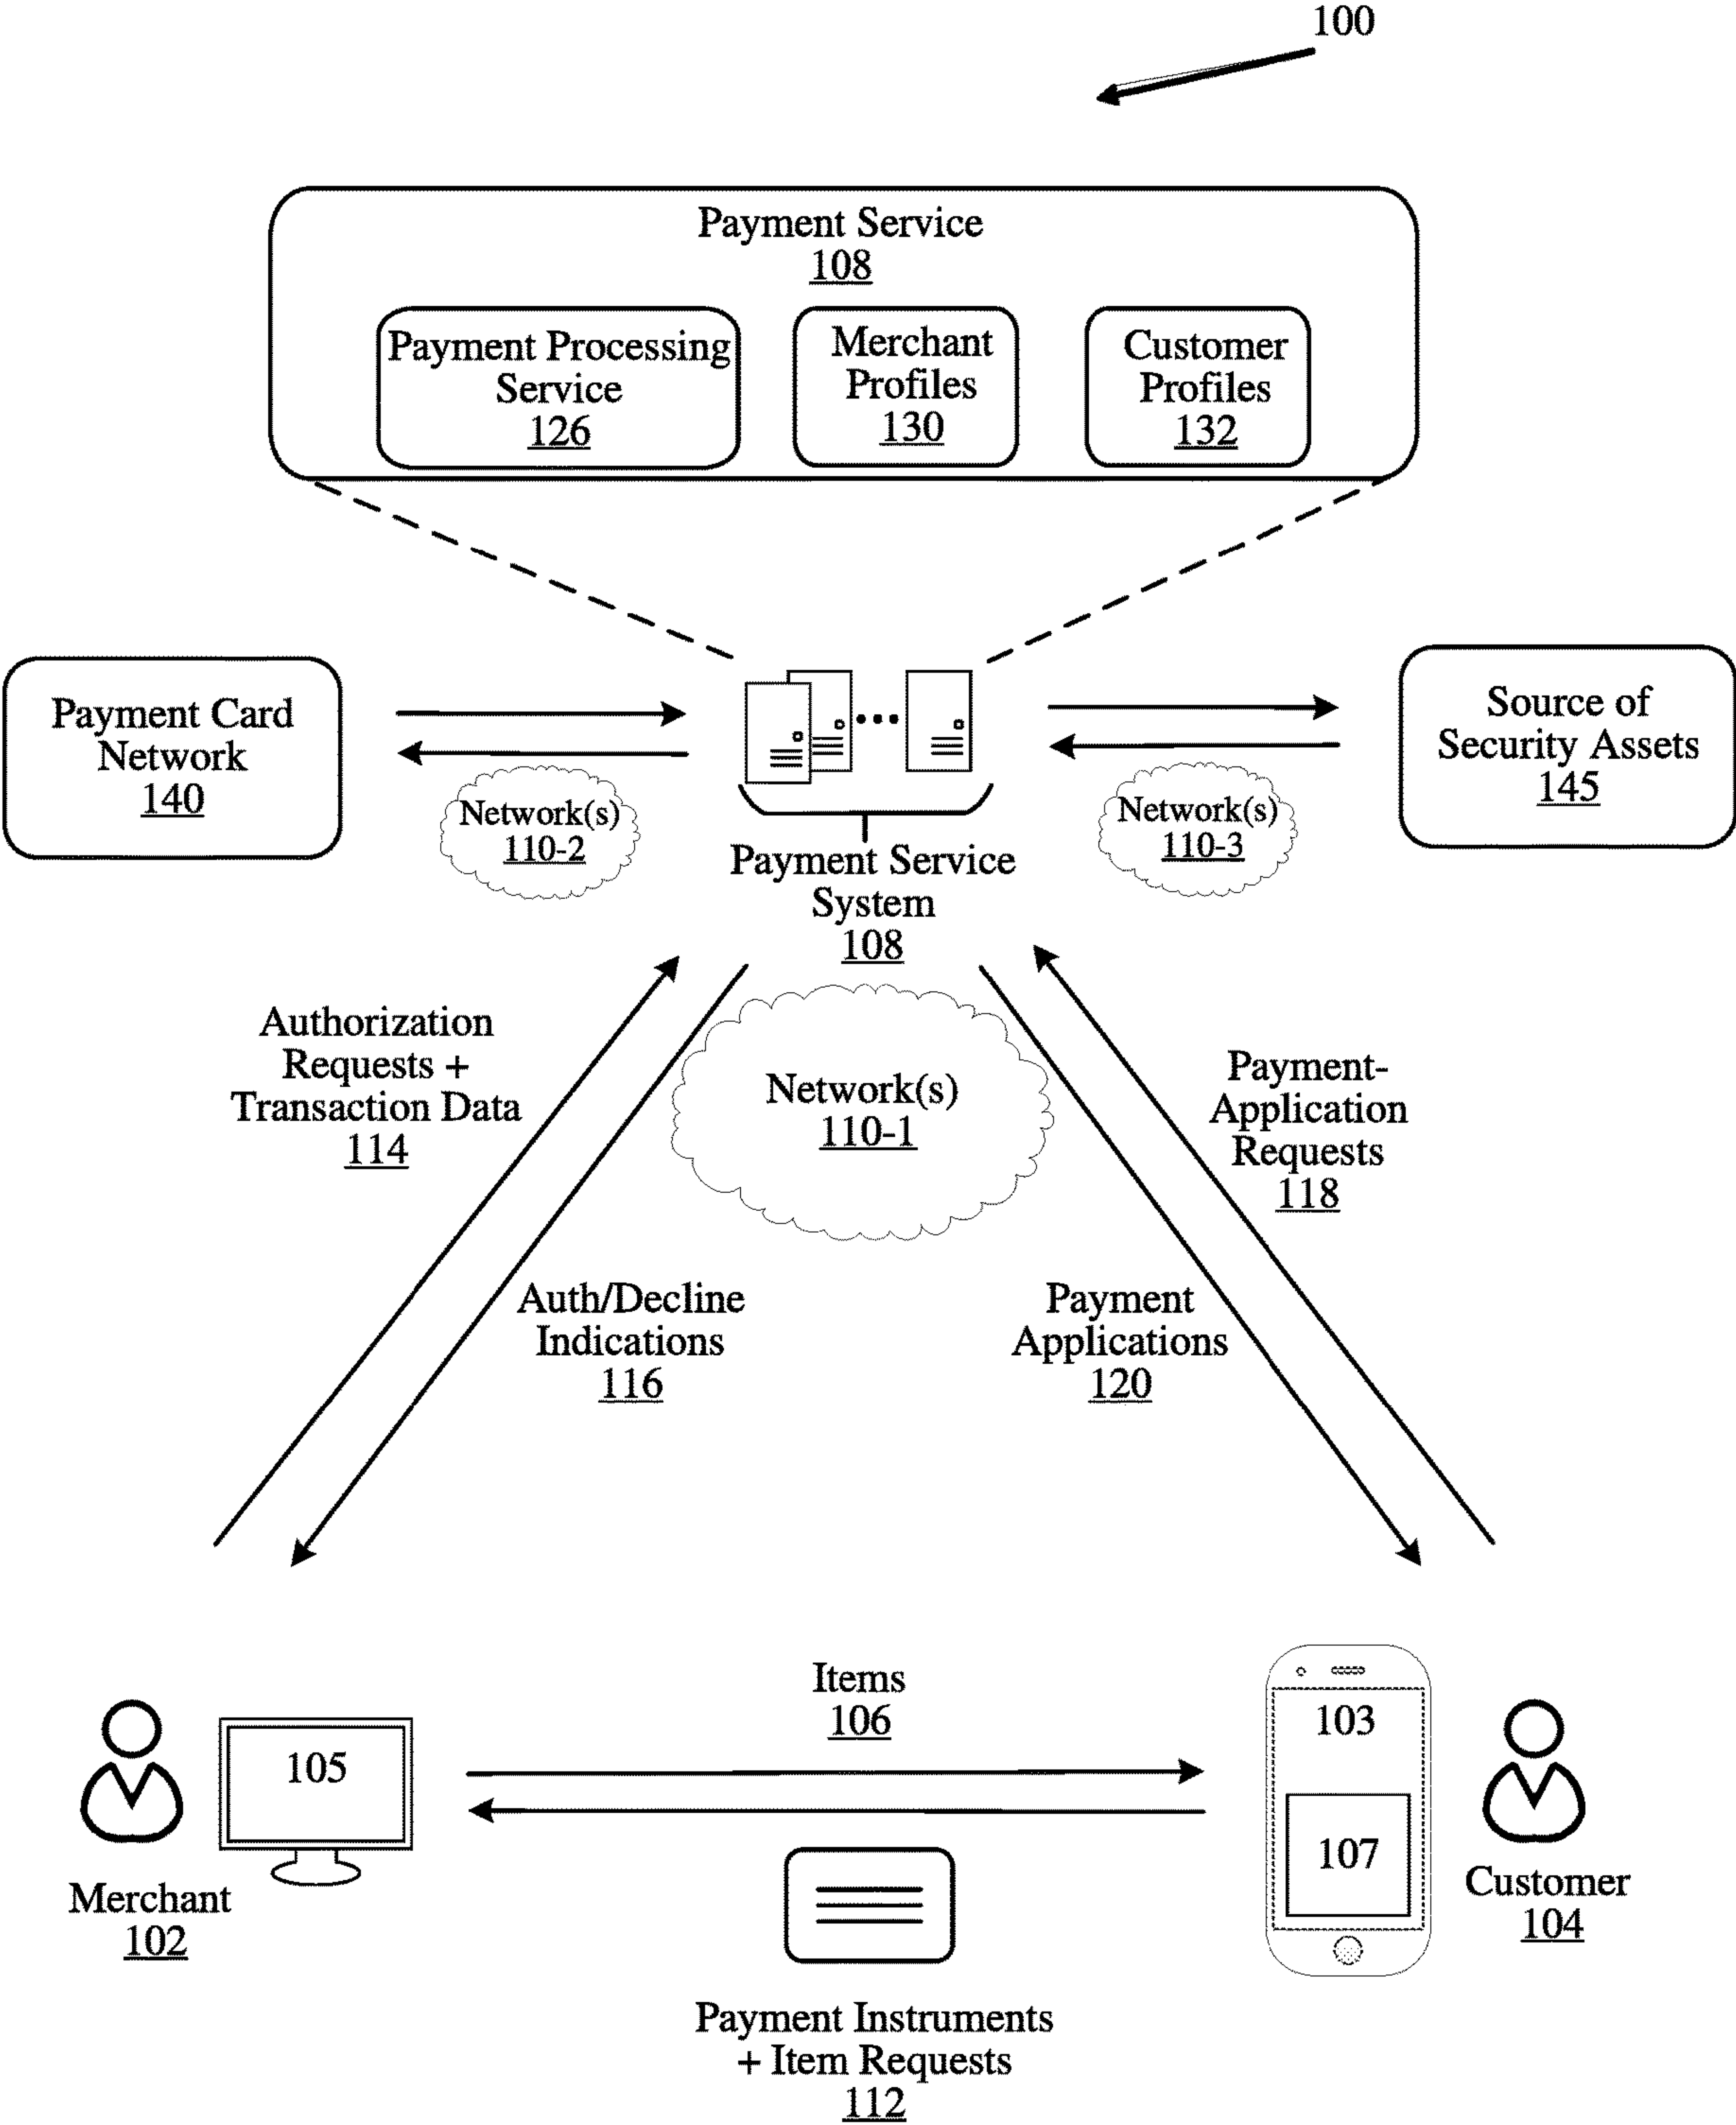 100
Payment Service
108
Payment Processing
Service
126
Merchant
Profiles
130
Customer
Profiles
132
Payment Card
Network
140
Network(s)
110-2
Payment Service
System
108
Network(s)
110-3
Source of
Security Assets
145
Authorization
Requests +
Transaction Data
114
Network(s)
110-1
Payment-
Application
Requests
118
Auth/Decline
Indications
116
Payment
Applications
120
Items
106
105
103
107
Merchant
102
Customer
104
Payment Instruments
+ Item Requests
112